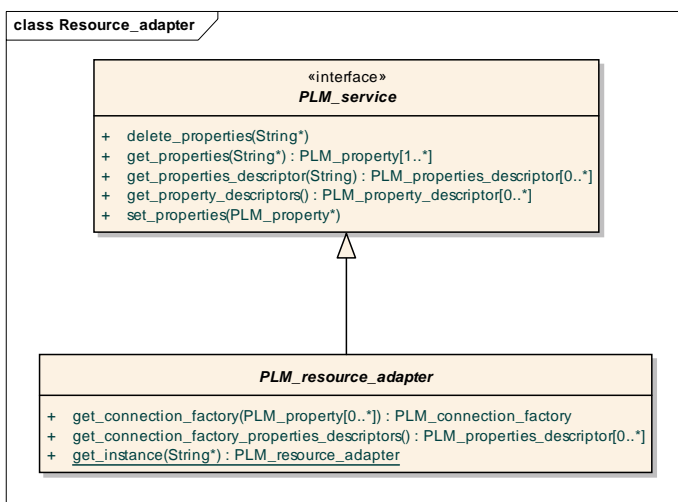 class Resource_adapter
«interface»
PLM_service
+ delete_properties(String*)
+ get_properties(String*) : PLM_property[1..*]
+ get_properties_descriptor(String) : PLM_properties_descriptor[0..*]
+ get_property_descriptors() : PLM_property_descriptor[0..*]
+ set_properties(PLM_property*)
PLM_resource_adapter
+ get_connection_factory(PLM_property[0..*]) : PLM_connection_factory
+ get_connection_factory_properties_descriptors() : PLM_properties_descriptor[0..*]
+ get_instance(String*) : PLM_resource_adapter